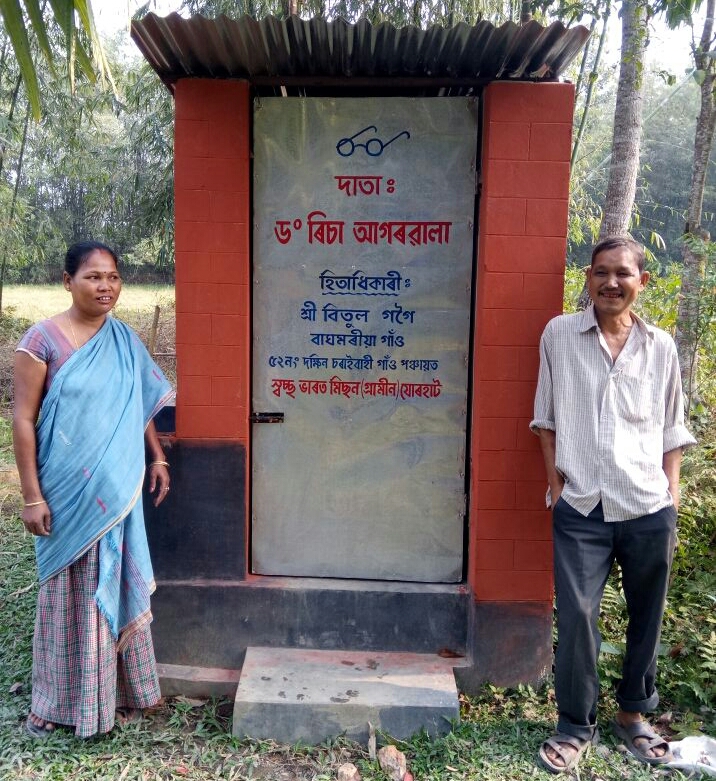 দাতা ঃ
ড° ৰিচা আগৰৱালা
হিতাধিকাৰী ঃ
শ্ৰী বিতুল গগৈ
বাঘমৰীয়া গাঁও
৫২নং দক্ষিন চৰাইবাহী গাঁও পঞ্চায়ত
স্বচ্ছ ভাৰত মিছন (গ্ৰামীন) যোৰহাট